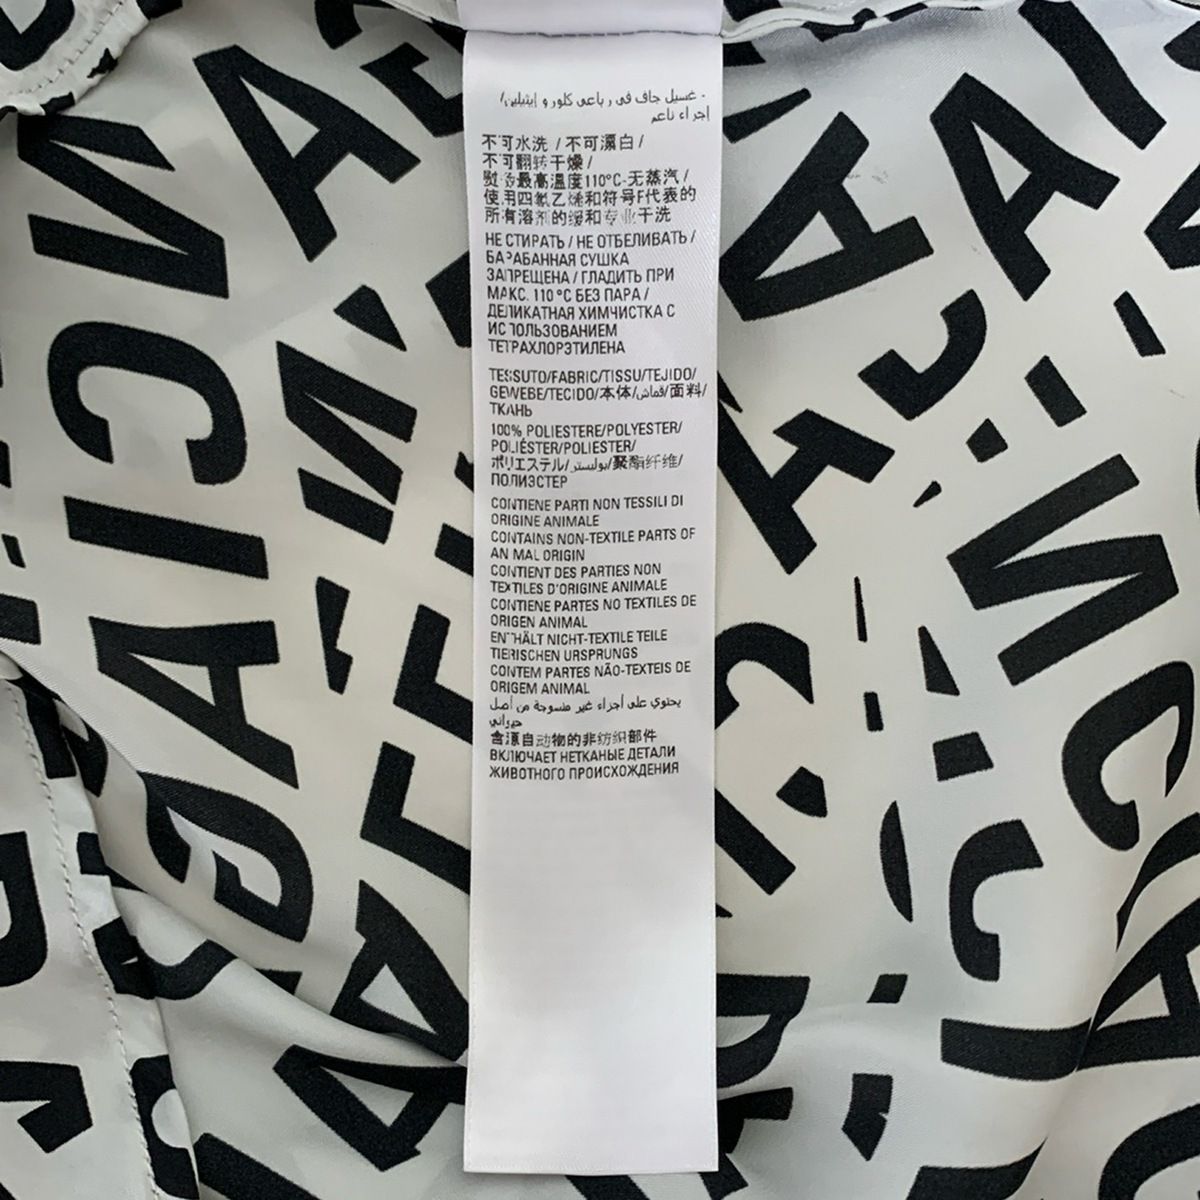 - غسيل جاف في رباعي كلور و إيثيلين/
إجراء ناعم
不可水洗 / 不可漂白 /
不可翻转干燥 /
熨烫最高温度110°C-无蒸汽 /
使用四氯乙烯和符号F代表的
所有溶剂的缓和专业干洗
НЕ СТИРАТЬ / НЕ ОТБЕЛИВАТЬ /
БАРАБАННАЯ СУШКА
ЗАПРЕЩЕНА / ГЛАДИТЬ ПРИ
МАКС. 110 °C БЕЗ ПАРА /
ДЕЛИКАТНАЯ ХИМЧИСТКА С
ИСПОЛЬЗОВАНИЕМ
ТЕТРАХЛОРЭТИЛЕНА
TESSUTO/FABRIC/TISSU/TEJIDO/
GEWEBE/TECIDO/本体/قماش/面料/
ТКАНЬ
100% POLIESTERE/POLYESTER/
POLIÉSTER/POLIESTER/
ポリエステル/بوليستر/聚酯纤维/
ПОЛИЭСТЕР
CONTIENE PARTI NON TESSILI DI
ORIGINE ANIMALE
CONTAINS NON-TEXTILE PARTS OF
ANIMAL ORIGIN
CONTIENT DES PARTIES NON
TEXTILES D'ORIGINE ANIMALE
CONTIENE PARTES NO TEXTILES DE
ORIGEN ANIMAL
ENTHÄLT NICHT-TEXTILE TEILE
TIERISCHEN URSPRUNGS
CONTEM PARTES NÃO-TEXTEIS DE
ORIGEM ANIMAL
يحتوي على أجزاء غير منسوجة من أصل
حيواني
含源自动物的非纺织部件
ВКЛЮЧАЕТ НЕТКАНЫЕ ДЕТАЛИ
ЖИВОТНОГО ПРОИСХОЖДЕНИЯ